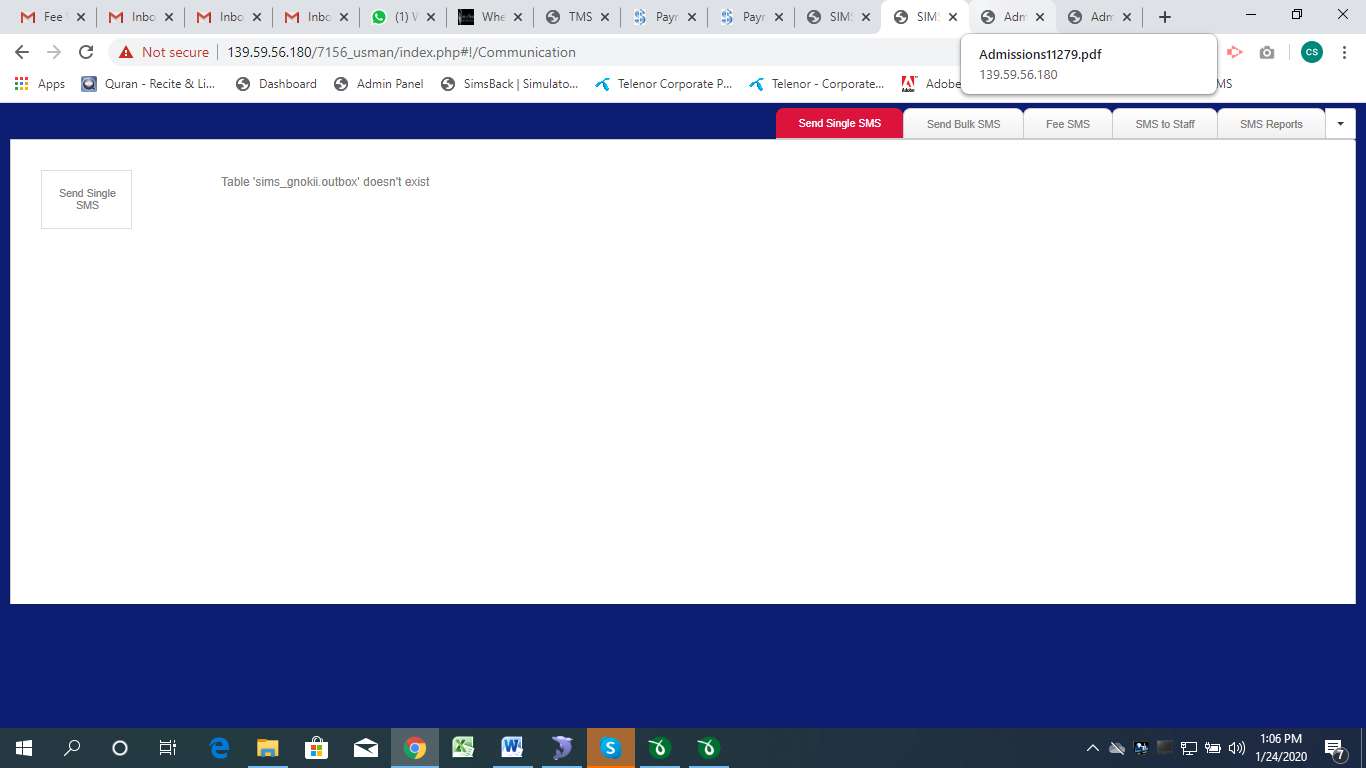 Fee
Inbo
Inbo
Inbo
(1) W
Whe
TMS
Payr
Payr
SIMS
SIMS
Adm
Adm
Not secure
139.59.56.180/7156_usman/index.php#!/Communication
CS
Admissions11279.pdf
139.59.56.180
Apps
Quran - Recite & Li...
Dashboard
Admin Panel
SimsBack | Simulato...
Telenor Corporate P...
Telenor - Corporate...
Adobe
MS
Send Single SMS
Send Bulk SMS
Fee SMS
SMS to Staff
SMS Reports
Send Single
SMS
Table 'sims_gnokii.outbox' doesn't exist
1:06 PM
1/24/2020
7